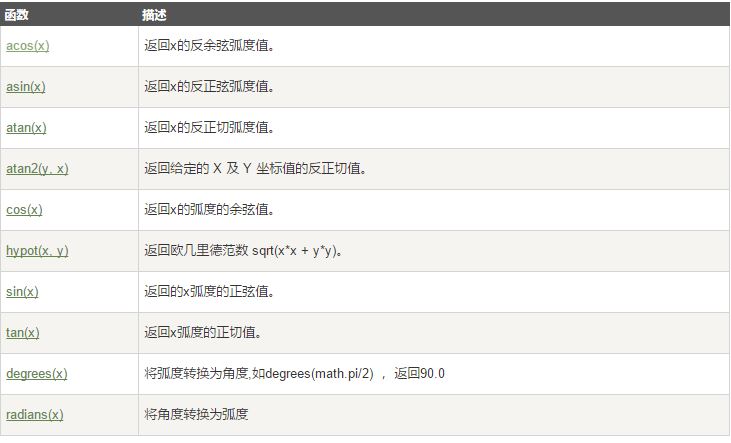 函数 描述
acos(x) 返回x的反余弦弧度值。
asin(x) 返回x的反正弦弧度值。
atan(x) 返回x的反正切弧度值。
atan2(y, x) 返回给定的 X 及 Y 坐标值的反正切值。
cos(x) 返回x的弧度的余弦值。
hypot(x, y) 返回欧几里德范数 sqrt(x*x + y*y)。
sin(x) 返回的x弧度的正弦值。
tan(x) 返回x弧度的正切值。
degrees(x) 将弧度转换为角度,如degrees(math.pi/2) ， 返回90.0
radians(x) 将角度转换为弧度